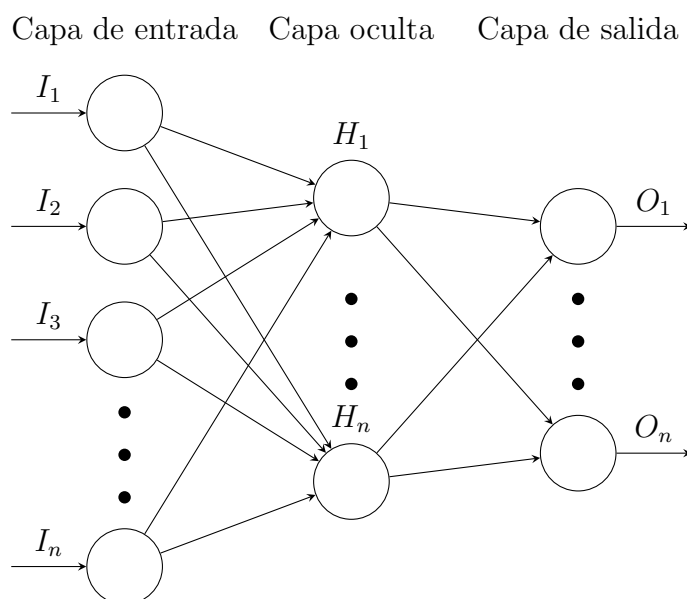 Capa de entrada Capa oculta Capa de salida
I₁
H₁
I₂
O₁
I₃
Hₙ
Oₙ
Iₙ